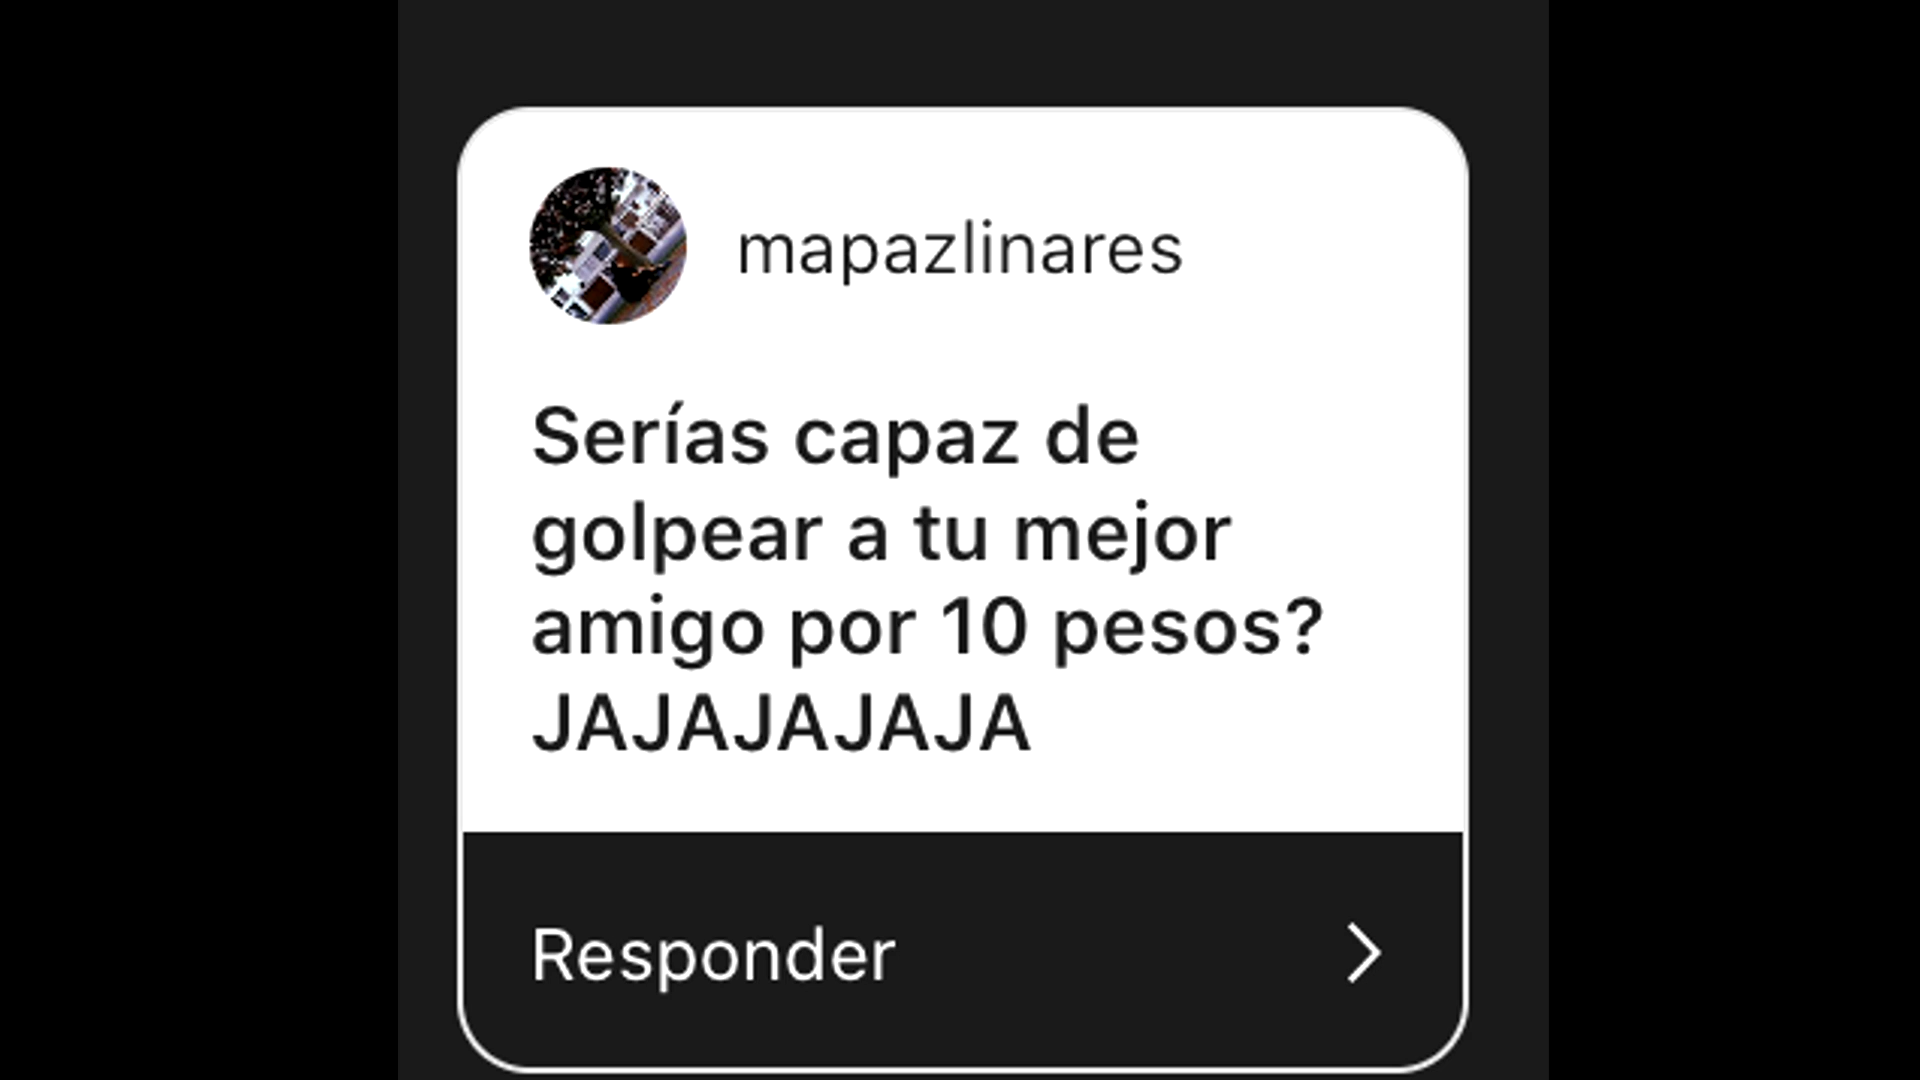 mapazlinares
Serías capaz de
golpear a tu mejor
amigo por 10 pesos?
JAJAJAJAJA
Responder